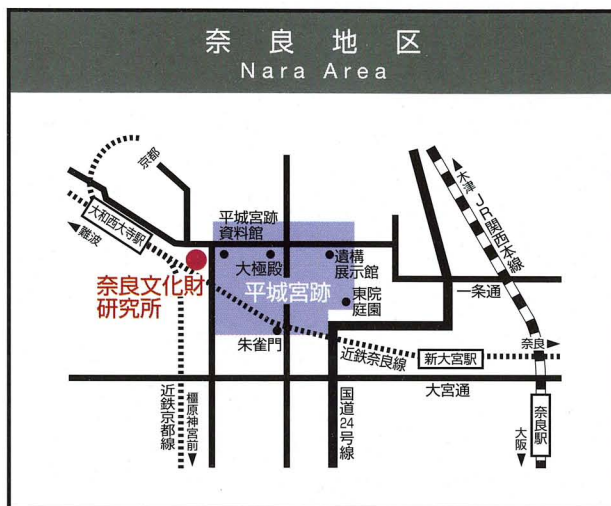 奈良地区
Nara Area
京都
木津
JR関西本線
大和西大寺駅
難波
平城宮跡
資料館
大極殿
遺構
展示館
奈良文化財
研究所
平城宮跡
東院
庭園
一条通
朱雀門
近鉄奈良線
新大宮駅
奈良
大宮通
近鉄京都線
橿原神宮前
国道24号線
大阪
奈良駅